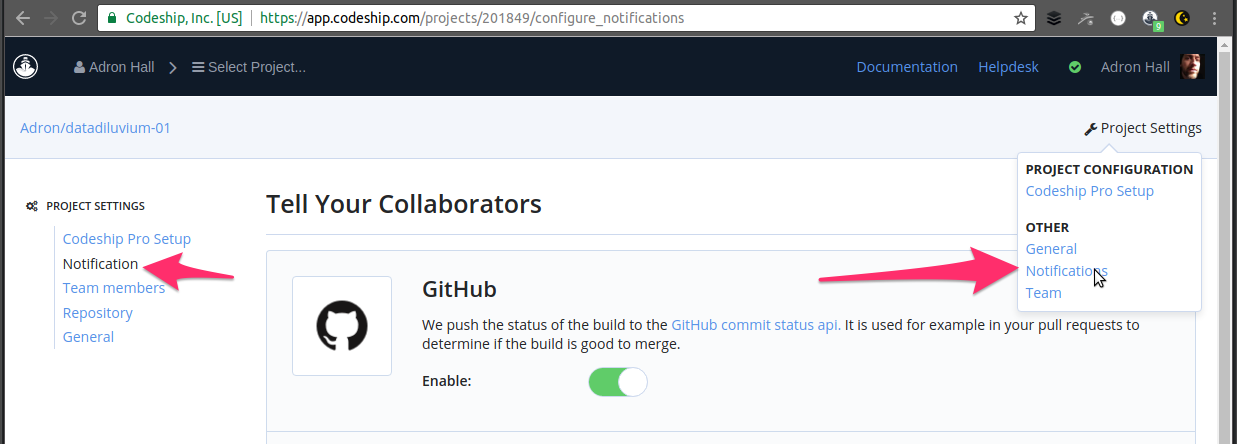 Codeship, Inc. [US] https://app.codeship.com/projects/201849/configure_notifications
9
Adron Hall Select Project... Documentation Helpdesk Adron Hall
Adron/datadiluvium-01 Project Settings
PROJECT CONFIGURATION
Codeship Pro Setup
OTHER
General
Notifications
Team
PROJECT SETTINGS
Codeship Pro Setup
Notification
Team members
Repository
General
Tell Your Collaborators
GitHub
We push the status of the build to the GitHub commit status api. It is used for example in your pull requests to
determine if the build is good to merge.
Enable: